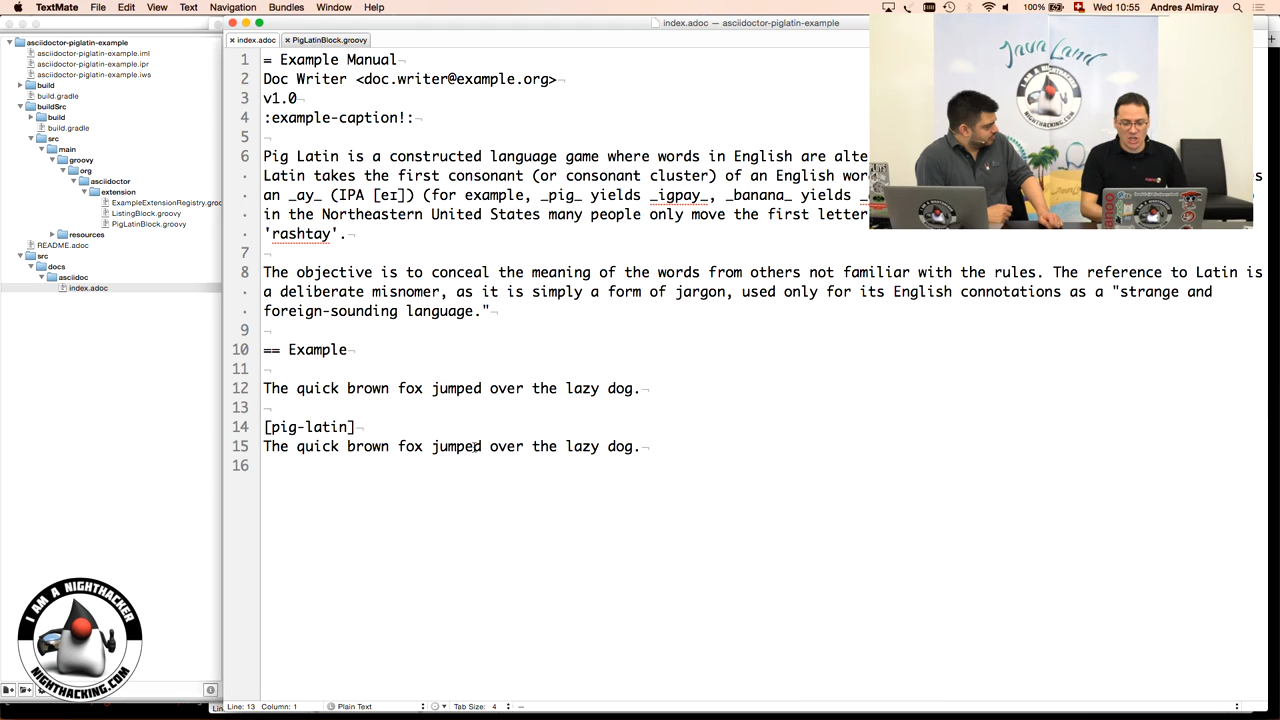 TextMate File Edit View Text Navigation Bundles Window Help
100% Wed 10:55 Andres Almiray
index.adoc — asciidoctor-piglatin-example
asciidoctor-piglatin-example
asciidoctor-piglatin-example.iml
asciidoctor-piglatin-example.ipr
asciidoctor-piglatin-example.iws
build
build.gradle
buildSrc
build
build.gradle
src
main
groovy
org
asciidoctor
extension
ExampleExtensionRegistry.groo
ListingBlock.groovy
PigLatinBlock.groovy
resources
README.adoc
src
docs
asciidoc
index.adoc
index.adoc PigLatinBlock.groovy
1 = Example Manual
2 Doc Writer <doc.writer@example.org>
3 v1.0
4 :example-caption!:
5
6 Pig Latin is a constructed language game where words in English are alte
Latin takes the first consonant (or consonant cluster) of an English wor s
an _ay_ (IPA [eɪ]) (for example, _pig_ yields _igpay_, _banana_ yields _
in the Northeastern United States many people only move the first letter
'rashtay'.
7
8 The objective is to conceal the meaning of the words from others not familiar with the rules. The reference to Latin is
a deliberate misnomer, as it is simply a form of jargon, used only for its English connotations as a "strange and
foreign-sounding language."
9
10 == Example
11
12 The quick brown fox jumped over the lazy dog.
13
14 [pig-latin]
15 The quick brown fox jumped over the lazy dog.
16
Java Land
I AM A NIGHTHACKER
NIGHTHACKING.COM
Lin Line: 13 Column: 1 Plain Text Tab Size: 4